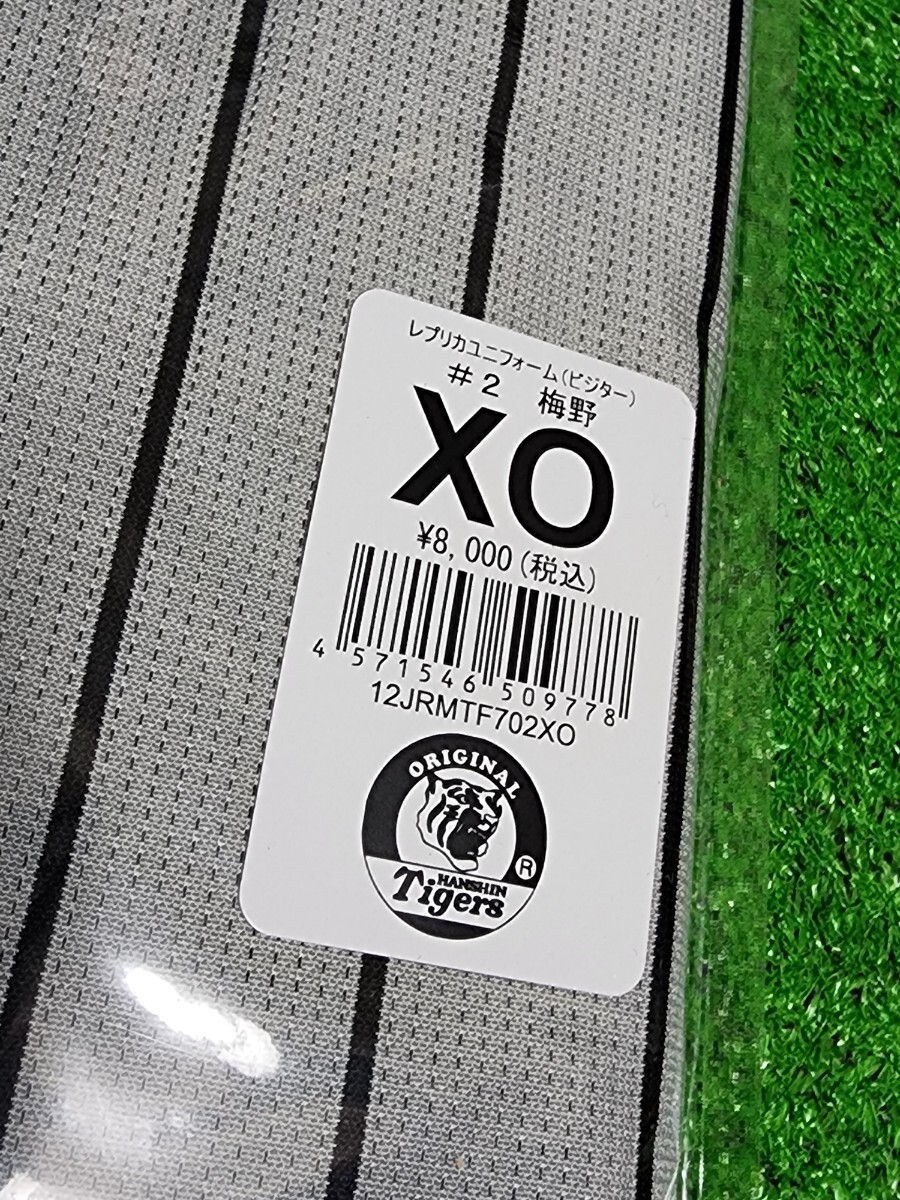 レプリカユニフォーム(ビジター)
#2 梅野
XO
¥8,000(税込)
4 571546 509778
12JRMTF702XO
ORIGINAL
®
HANSHIN
Tigers